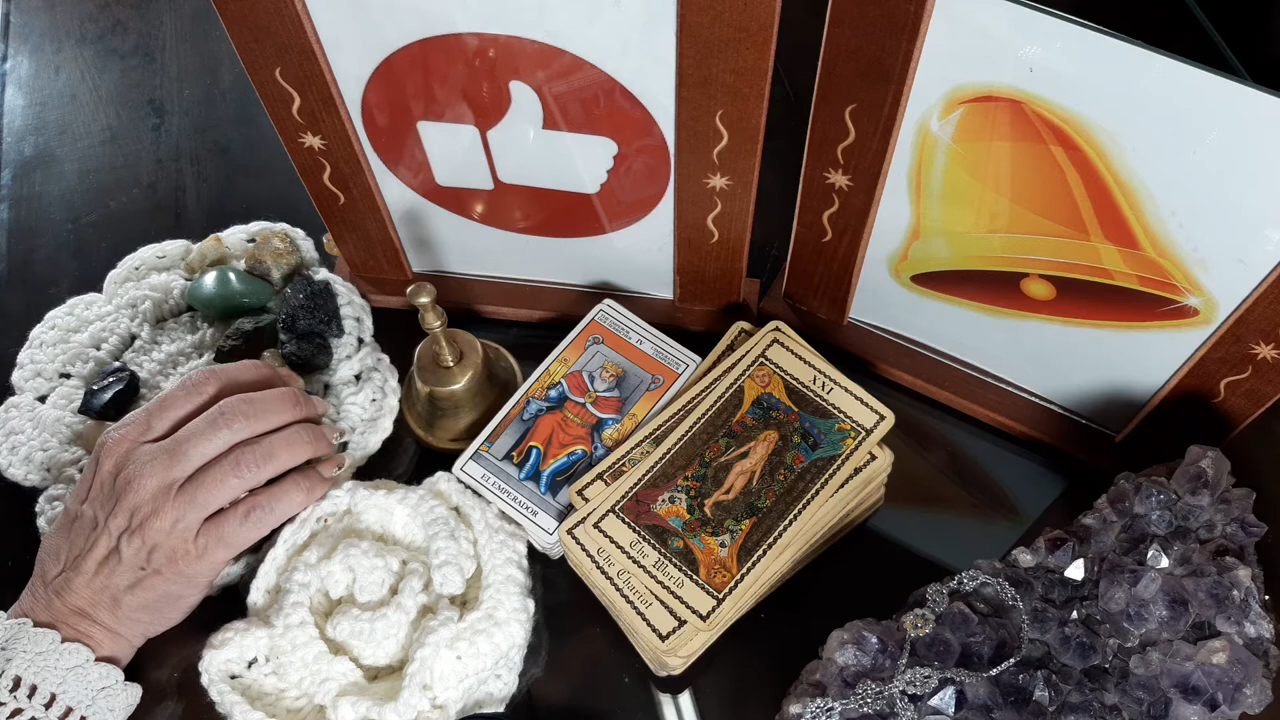 IV
EL EMPERADOR
XXI
The World
The Chariot